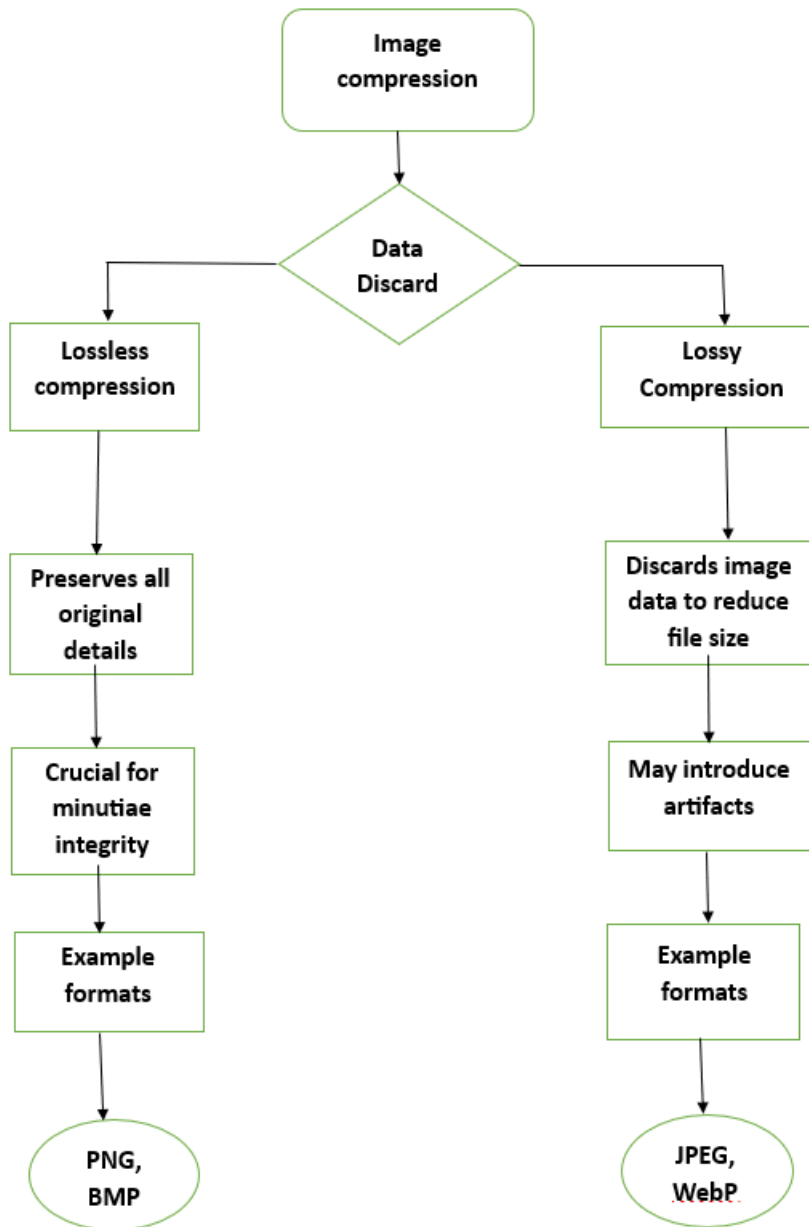 Image
compression
Data
Discard
Lossless
compression
Preserves all
original
details
Crucial for
minutiae
integrity
Example
formats
PNG,
BMP
Lossy
Compression
Discards image
data to reduce
file size
May introduce
artifacts
Example
formats
JPEG,
WebP